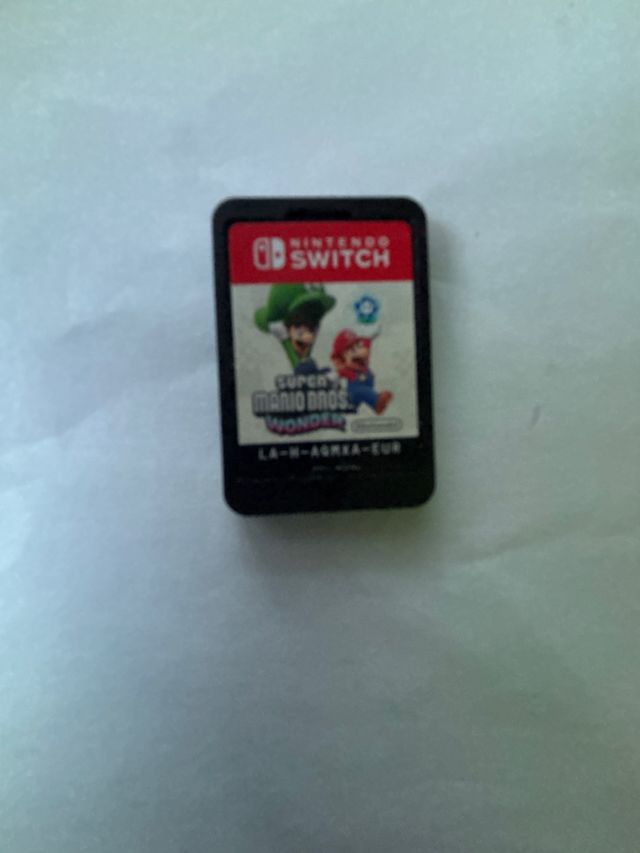 NINTENDO
SWITCH
SUPER
MARIO BROS.
WONDER
Nintendo
LA-H-AQMXA-EUR